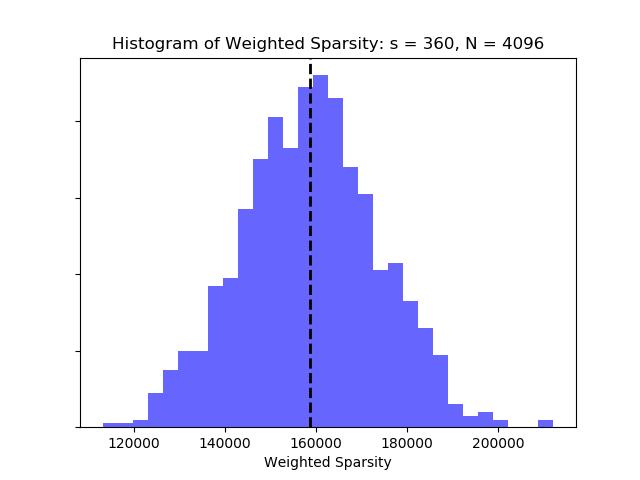 Histogram of Weighted Sparsity: s = 360, N = 4096
120000 140000 160000 180000 200000
Weighted Sparsity